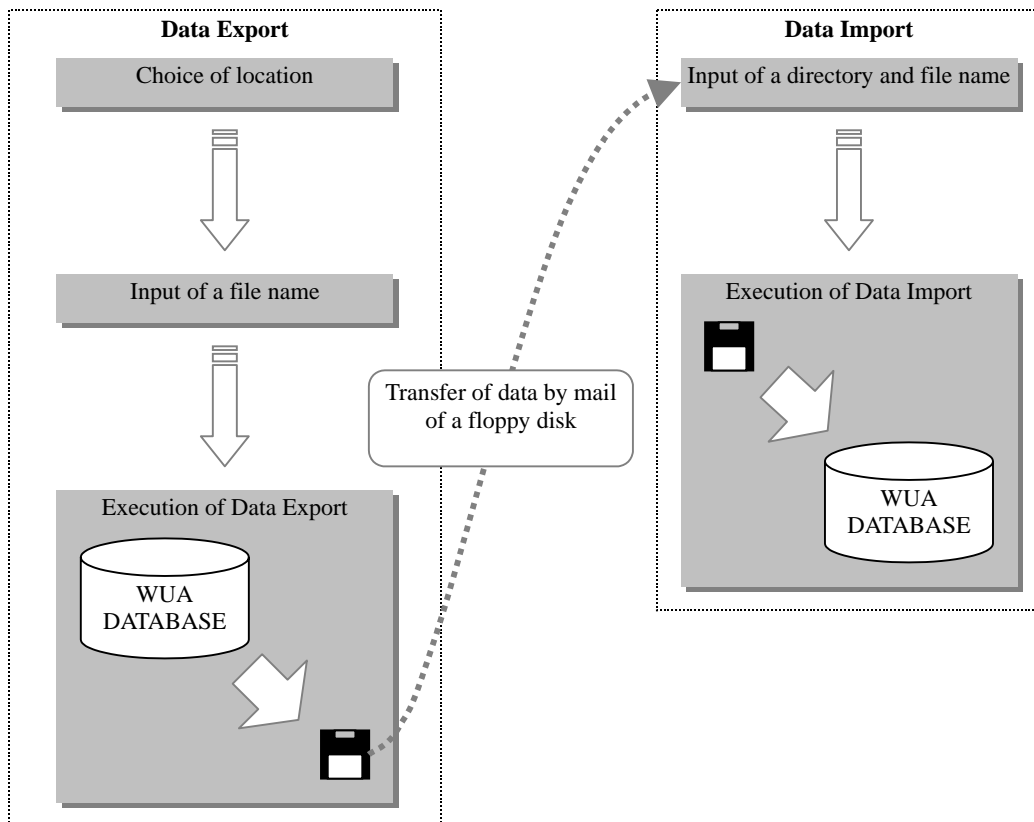 Data Export
Choice of location
Input of a file name
Execution of Data Export
WUA
DATABASE
Transfer of data by mail
of a floppy disk
Data Import
Input of a directory and file name
Execution of Data Import
WUA
DATABASE